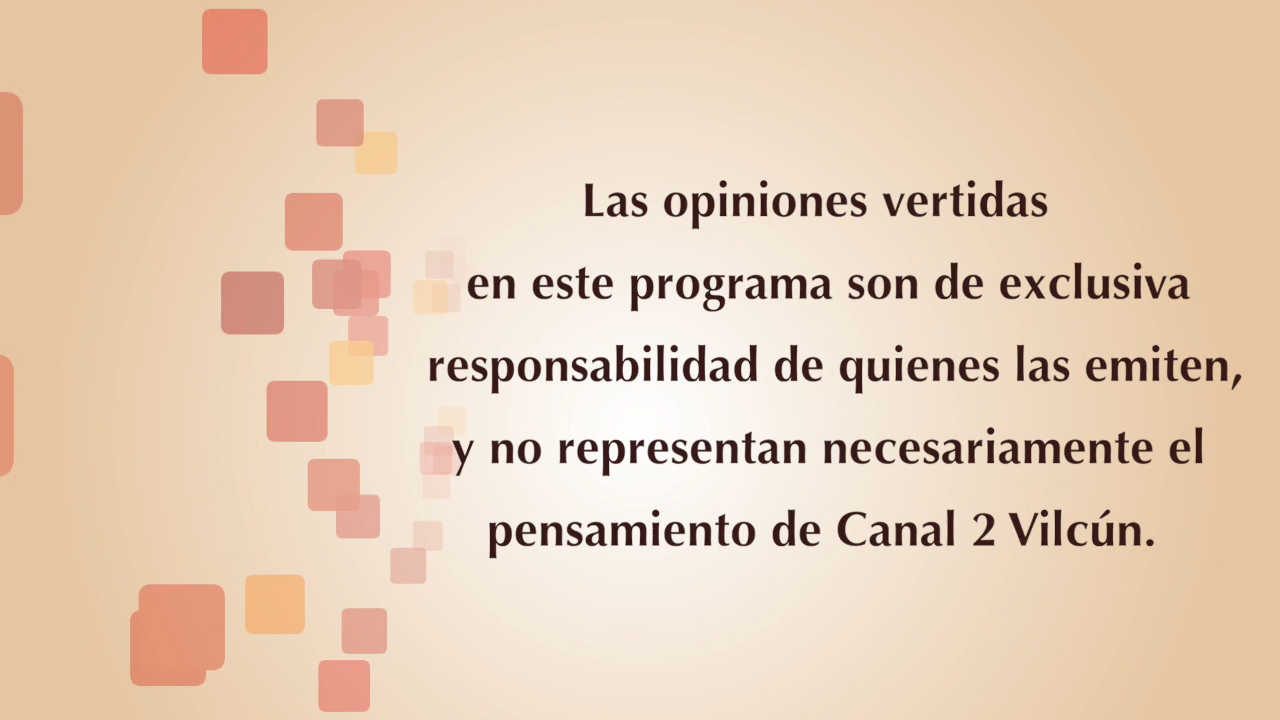 Las opiniones vertidas
en este programa son de exclusiva
responsabilidad de quienes las emiten,
y no representan necesariamente el
pensamiento de Canal 2 Vilcún.